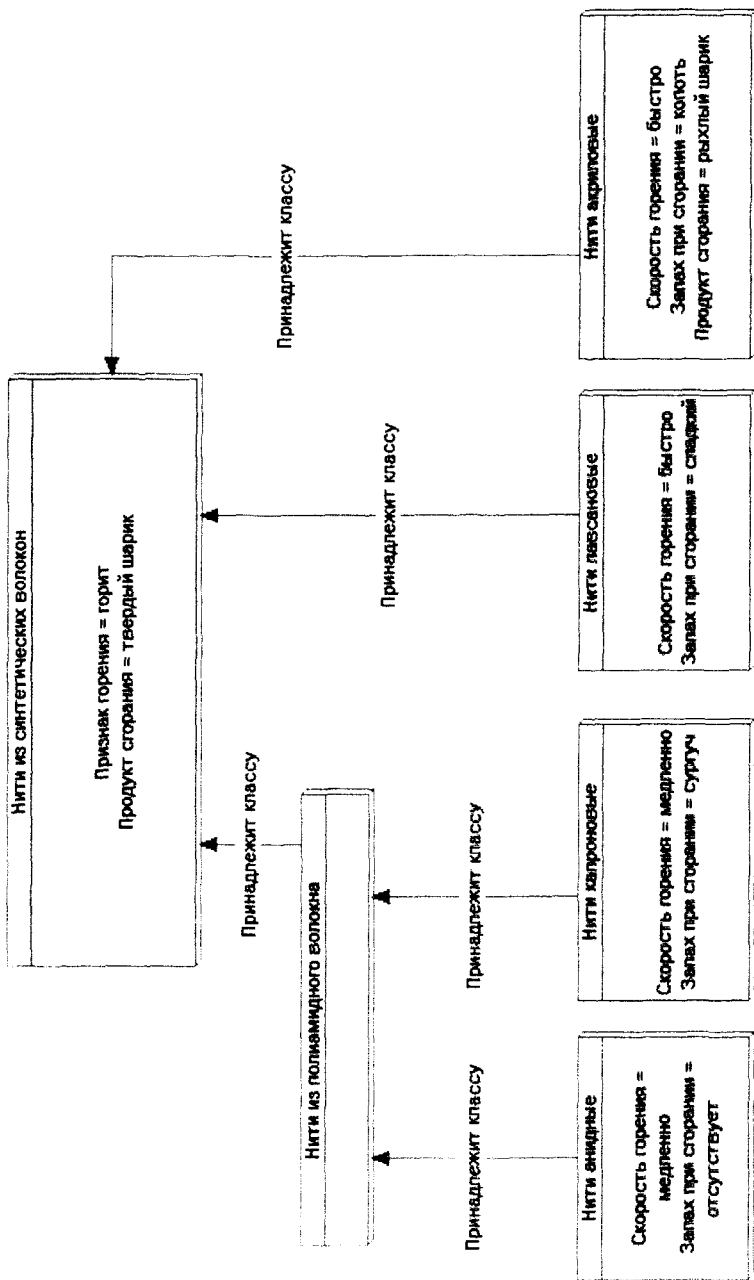 Нити из синтетических волокон
Признак горения = горит
Продукт сгорания = твердый шарик
Принадлежит классу
Принадлежит классу
Принадлежит классу
Нити из полиамидного волокна
Принадлежит классу
Принадлежит классу
Нити анидные
Скорость горения =
медленно
Запах при сгорании =
отсутствует
Нити капроновые
Скорость горения = медленно
Запах при сгорании = сургуч
Нити лавсановые
Скорость горения = быстро
Запах при сгорании = сладкий
Нити акриловые
Скорость горения = быстро
Запах при сгорании = копоть
Продукт сгорания = рыхлый шарик